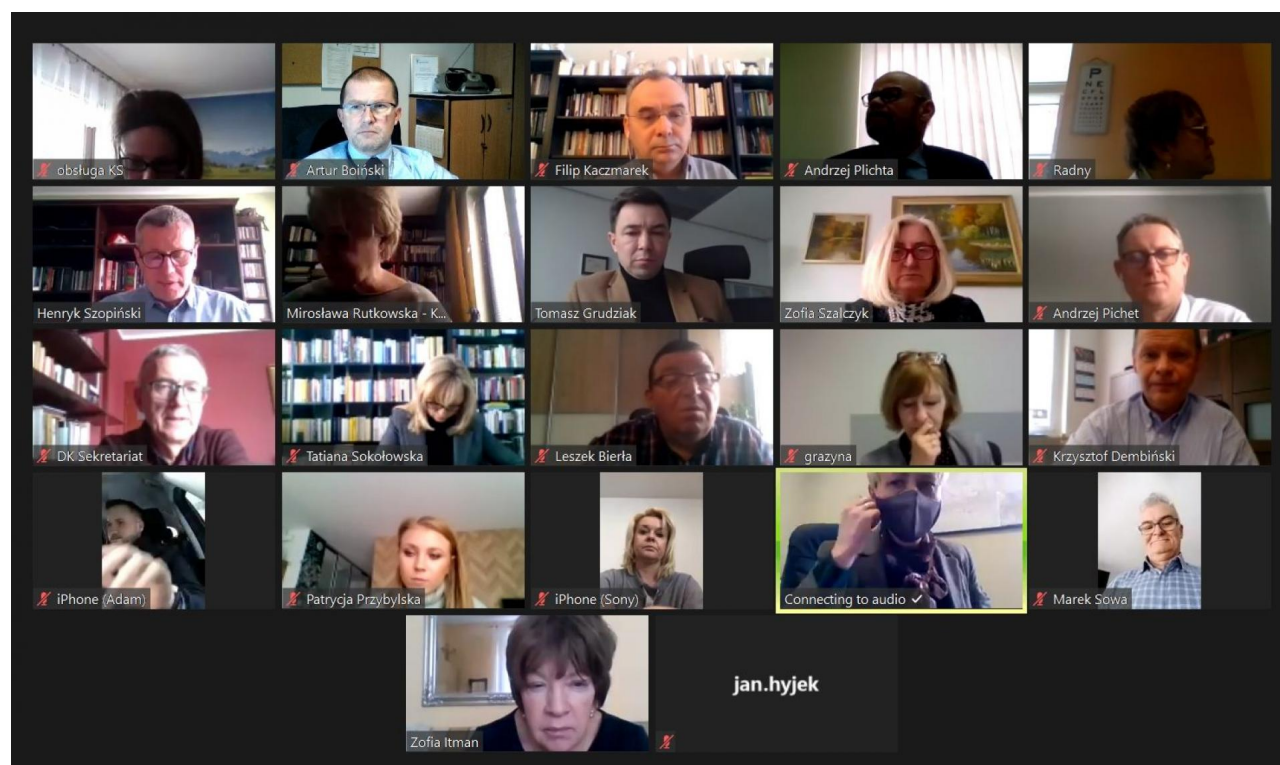 obsługa KS
Artur Boiński
Filip Kaczmarek
Andrzej Plichta
Radny
Henryk Szopiński
Mirosława Rutkowska - K...
Tomasz Grudziak
Zofia Szalczyk
Andrzej Pichet
DK Sekretariat
Tatiana Sokołowska
Leszek Bierła
grazyna
Krzysztof Dembiński
iPhone (Adam)
Patrycja Przybylska
iPhone (Sony)
Connecting to audio ✓
Marek Sowa
Zofia Itman
jan.hyjek